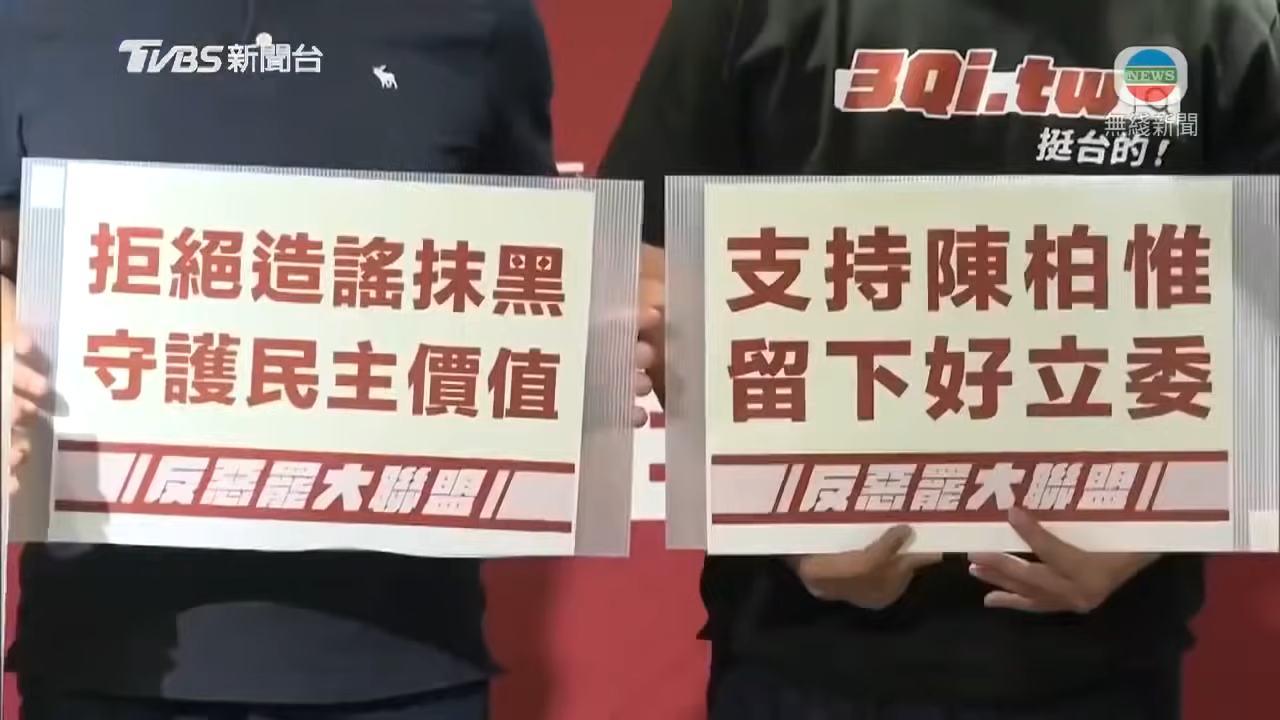 TVBS新聞台
3Qi.tw
挺台的！
NEWS
無綫新聞
拒絕造謠抹黑
守護民主價值
反惡罷大聯盟
支持陳柏惟
留下好立委
反惡罷大聯盟